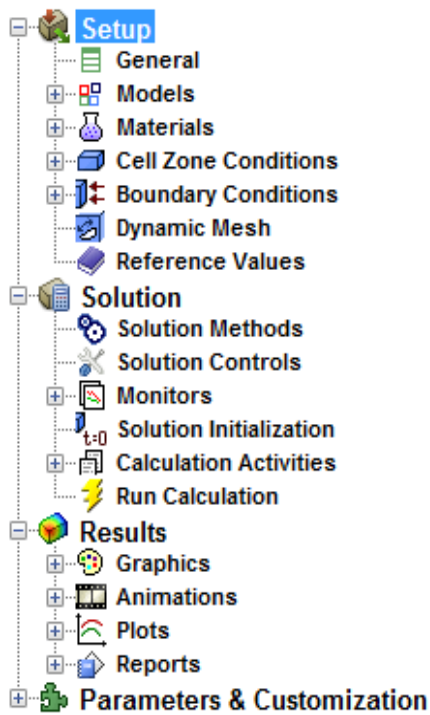 Setup
General
Models
Materials
Cell Zone Conditions
Boundary Conditions
Dynamic Mesh
Reference Values
Solution
Solution Methods
Solution Controls
Monitors
t=0 Solution Initialization
Calculation Activities
Run Calculation
Results
Graphics
Animations
Plots
Reports
Parameters & Customization